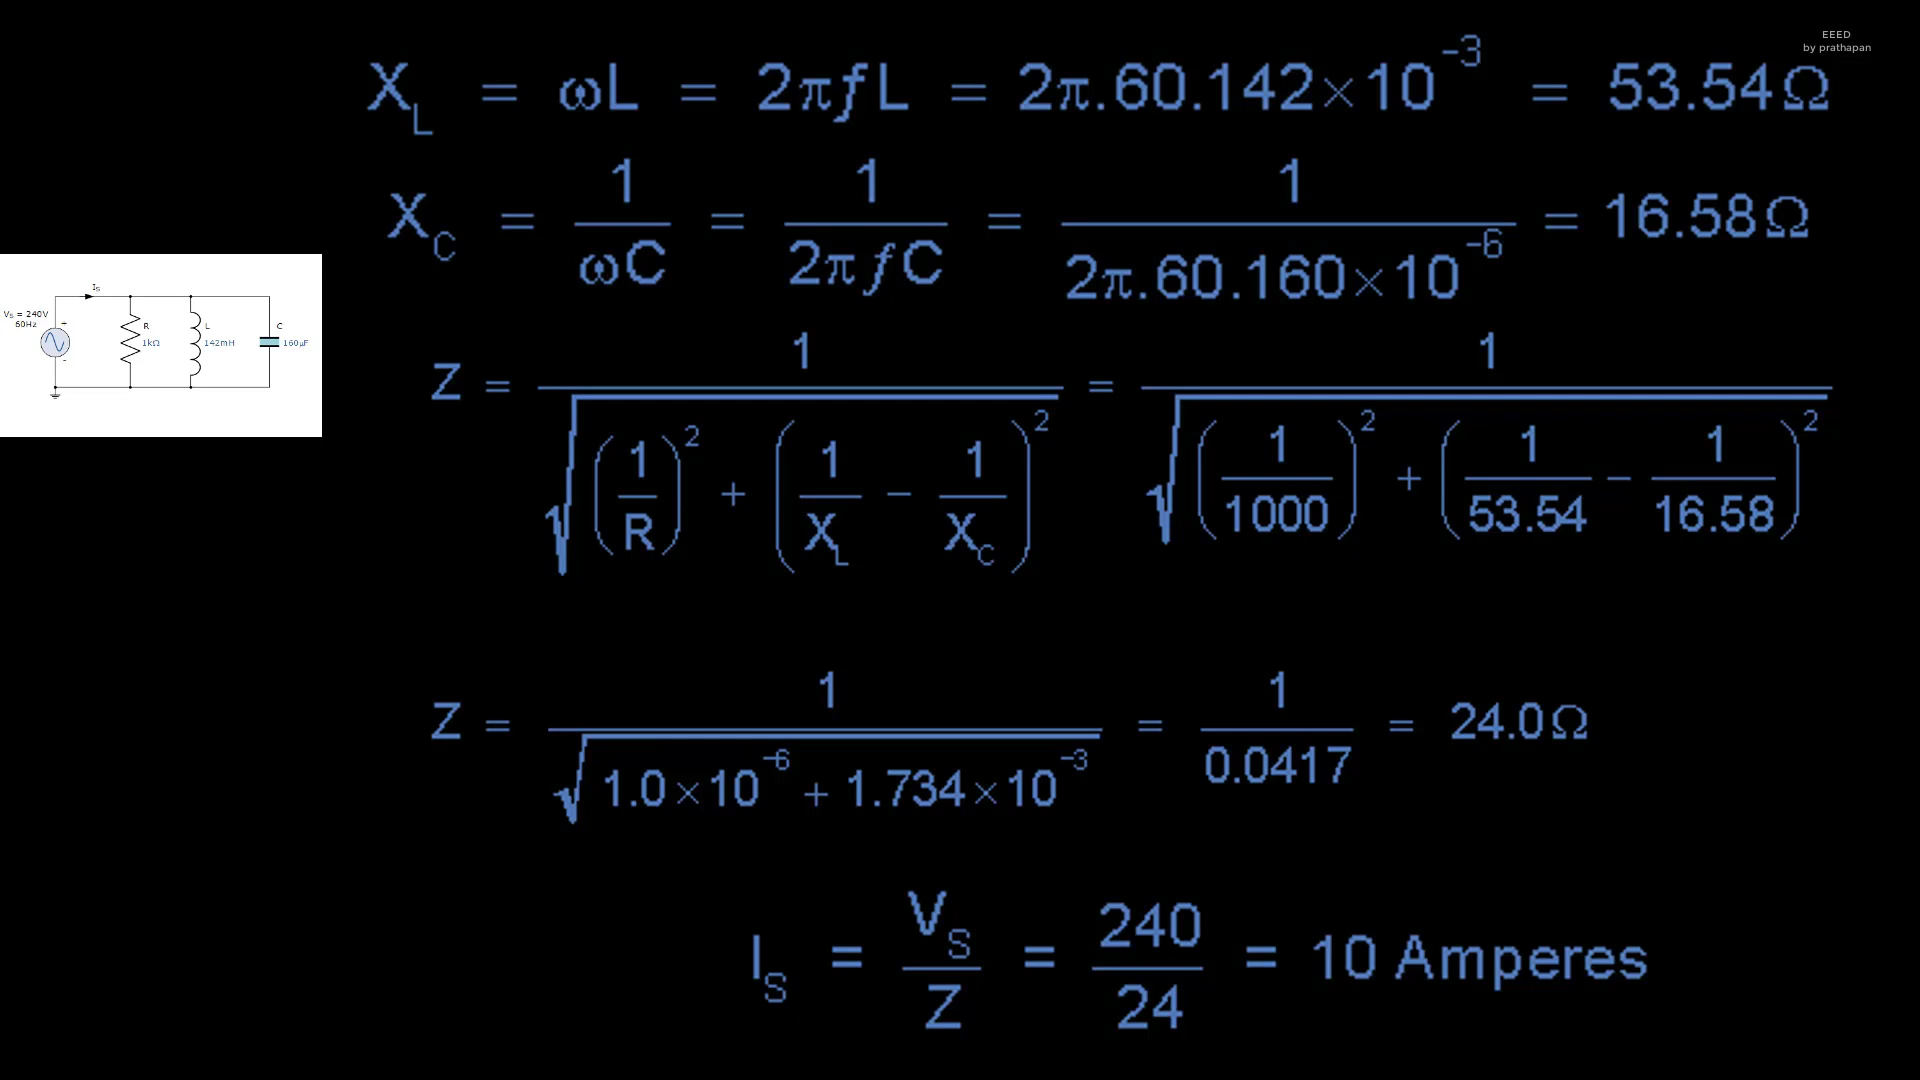 EEED
by prathapan
X_L = ωL = 2πƒL = 2π.60.142×10^-3 = 53.54Ω
X_C = 1/ωC = 1/2πƒC = 1/2π.60.160×10^-6 = 16.58Ω
I_S
V_S = 240V
60Hz
+
-
R
1kΩ
L
142mH
C
160µF
Z = 1/√((1/R)^2 + (1/X_L − 1/X_C)^2) = 1/√((1/1000)^2 + (1/53.54 − 1/16.58)^2)
Z = 1/√(1.0×10^-6 + 1.734×10^-3) = 1/0.0417 = 24.0Ω
I_S = V_S/Z = 240/24 = 10 Amperes